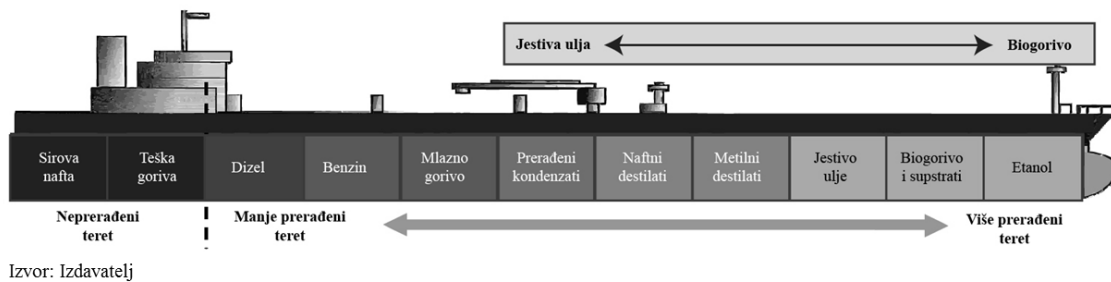 Jestiva ulja
Biogorivo
Sirova
nafta
Teška
goriva
Dizel
Benzin
Mlazno
gorivo
Prerađeni
kondenzati
Naftni
destilati
Metilni
destilati
Jestivo
ulje
Biogorivo
i supstrati
Etanol
Neprerađeni
teret
Manje prerađeni
teret
Više prerađeni
teret
Izvor: Izdavatelj